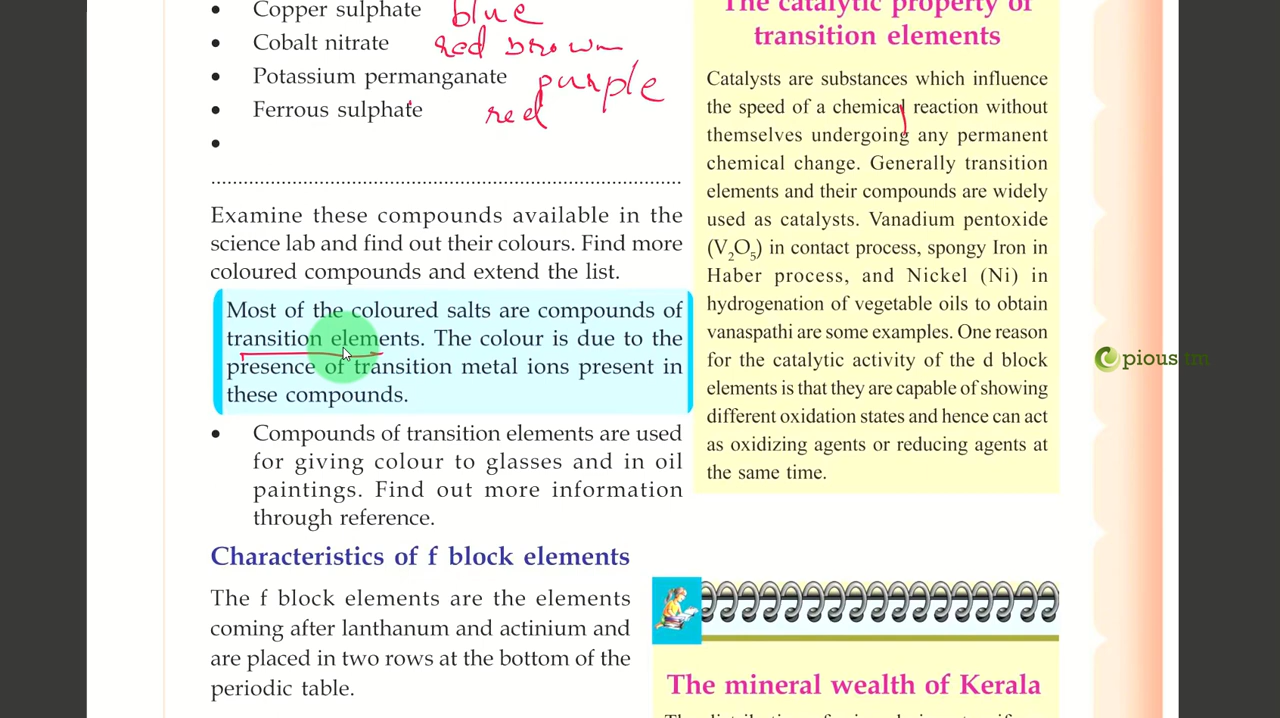 • Copper sulphate blue
• Cobalt nitrate red brown
• Potassium permanganate purple
• Ferrous sulphate red
•
.......................................................................................
Examine these compounds available in the
science lab and find out their colours. Find more
coloured compounds and extend the list.
Most of the coloured salts are compounds of
transition elements. The colour is due to the
presence of transition metal ions present in
these compounds.
• Compounds of transition elements are used
for giving colour to glasses and in oil
paintings. Find out more information
through reference.
Characteristics of f block elements
The f block elements are the elements
coming after lanthanum and actinium and
are placed in two rows at the bottom of the
periodic table.
The catalytic property of
transition elements
Catalysts are substances which influence
the speed of a chemical reaction without
themselves undergoing any permanent
chemical change. Generally transition
elements and their compounds are widely
used as catalysts. Vanadium pentoxide
(V₂O₅) in contact process, spongy Iron in
Haber process, and Nickel (Ni) in
hydrogenation of vegetable oils to obtain
vanaspathi are some examples. One reason
for the catalytic activity of the d block
elements is that they are capable of showing
different oxidation states and hence can act
as oxidizing agents or reducing agents at
the same time.
The mineral wealth of Kerala
pious tm